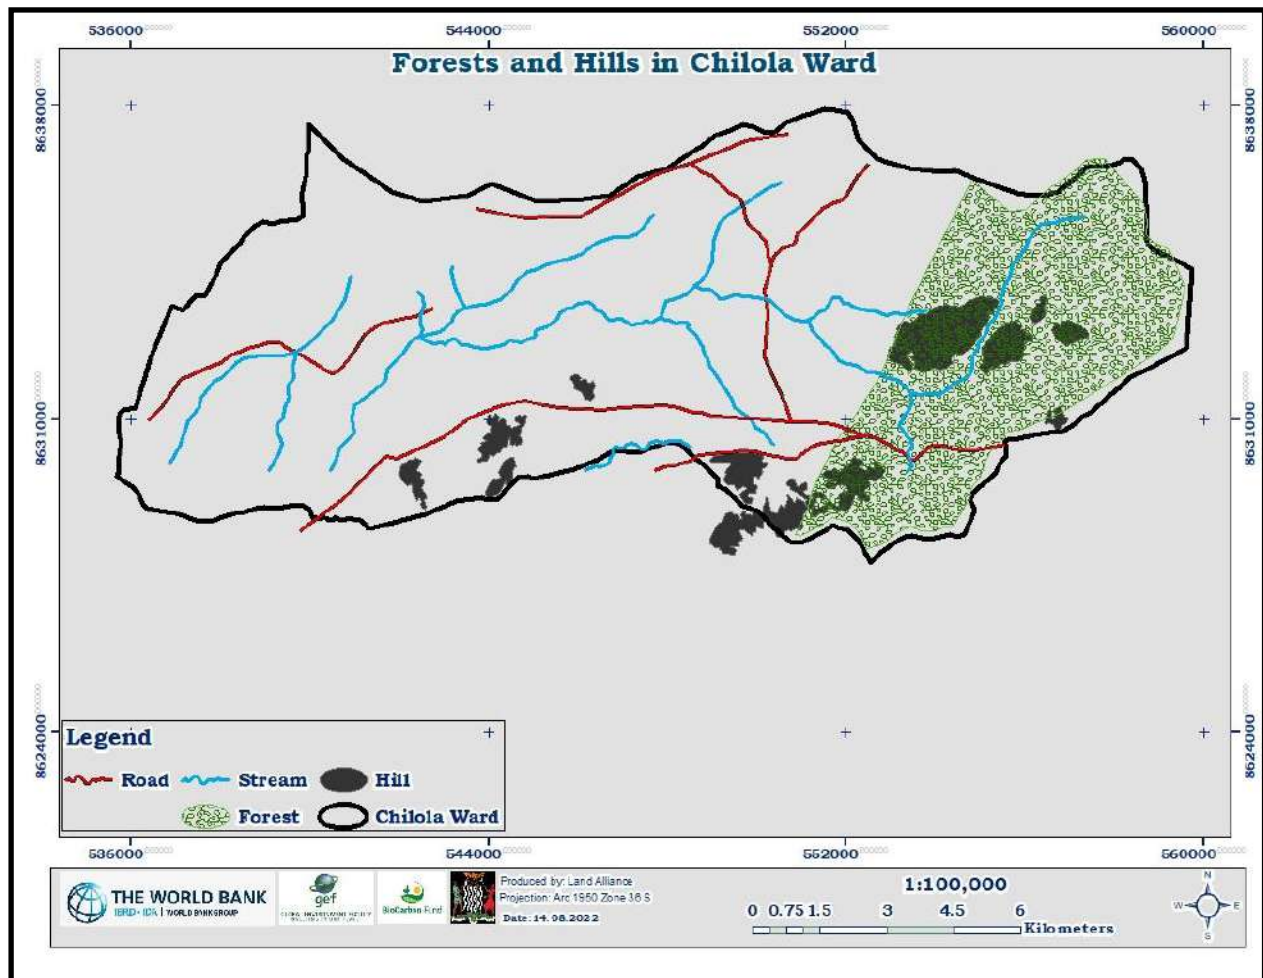 536000 544000 552000 560000
Forests and Hills in Chilola Ward
8638000 8638000
8631000 8631000
8624000 8624000
Legend
Road Stream Hill
Forest Chilola Ward
536000 544000 552000 560000
THE WORLD BANK
IBRD • IDA | WORLD BANK GROUP
gef
BioCarbon Fund
Produced by: Land Alliance
Projection: Arc 1950 Zone 36 S
Date: 14.08.2022
1:100,000
0 0.75 1.5 3 4.5 6
Kilometers
N
W E
S